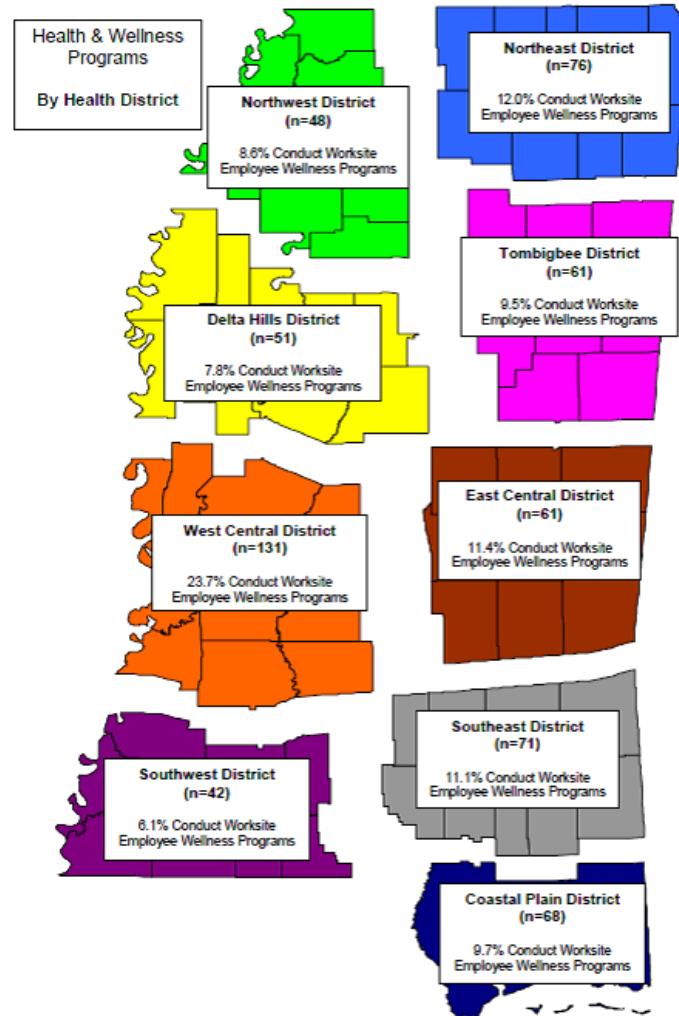 Health & Wellness
Programs
By Health District
Northwest District
(n=48)
8.6% Conduct Worksite
Employee Wellness Programs
Northeast District
(n=76)
12.0% Conduct Worksite
Employee Wellness Programs
Tombigbee District
(n=61)
9.5% Conduct Worksite
Employee Wellness Programs
Delta Hills District
(n=51)
7.8% Conduct Worksite
Employee Wellness Programs
West Central District
(n=131)
23.7% Conduct Worksite
Employee Wellness Programs
East Central District
(n=61)
11.4% Conduct Worksite
Employee Wellness Programs
Southeast District
(n=71)
11.1% Conduct Worksite
Employee Wellness Programs
Southwest District
(n=42)
6.1% Conduct Worksite
Employee Wellness Programs
Coastal Plain District
(n=68)
9.7% Conduct Worksite
Employee Wellness Programs